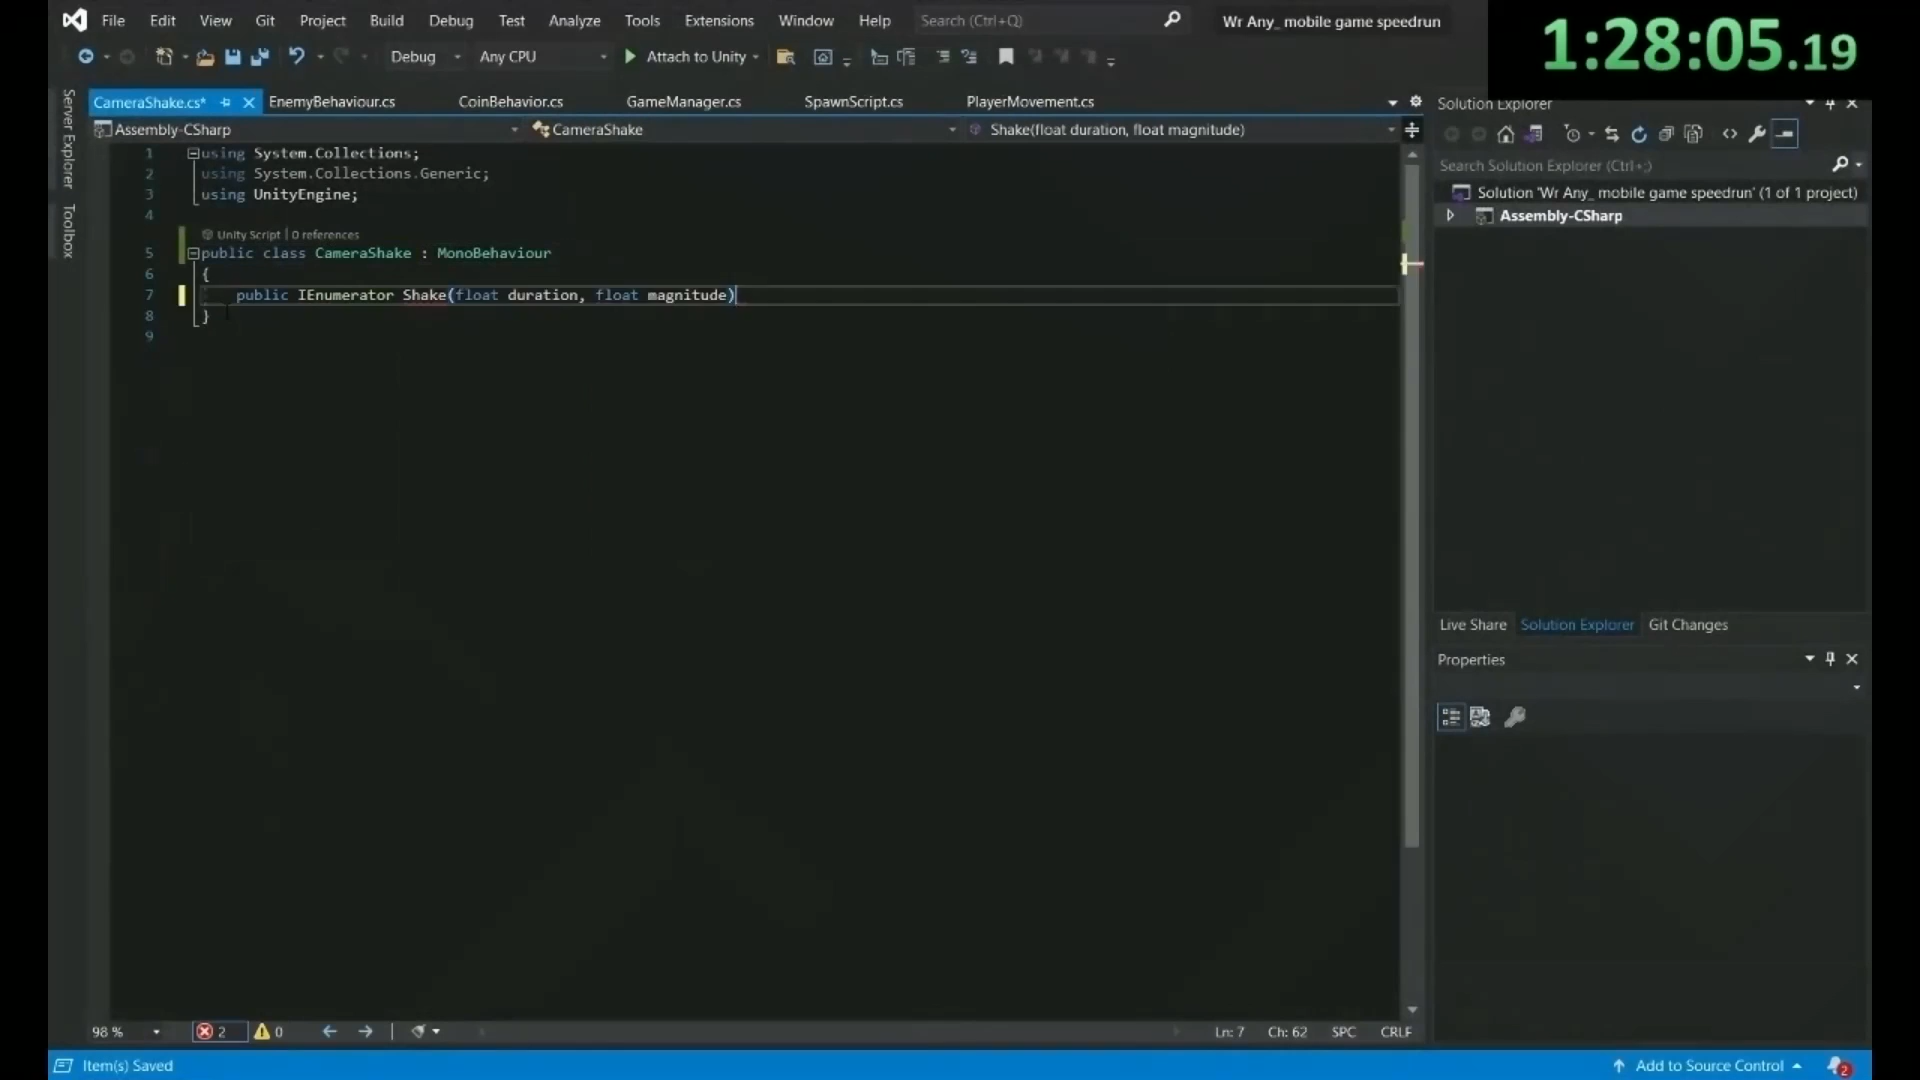 File Edit View Git Project Build Debug Test Analyze Tools Extensions Window Help Search (Ctrl+Q) Wr Any_ mobile game speedrun
1:28:05.19
Debug Any CPU Attach to Unity
Server Explorer
Toolbox
CameraShake.cs* EnemyBehaviour.cs CoinBehavior.cs GameManager.cs SpawnScript.cs PlayerMovement.cs
Assembly-CSharp CameraShake Shake(float duration, float magnitude)
1 using System.Collections;
2 using System.Collections.Generic;
3 using UnityEngine;
4
Unity Script | 0 references
5 public class CameraShake : MonoBehaviour
6 {
7 public IEnumerator Shake(float duration, float magnitude)
8 }
9
Solution Explorer
Search Solution Explorer (Ctrl+;)
Solution 'Wr Any_ mobile game speedrun' (1 of 1 project)
Assembly-CSharp
Live Share Solution Explorer Git Changes
Properties
98 % 2 0 Ln: 7 Ch: 62 SPC CRLF
Item(s) Saved Add to Source Control 2